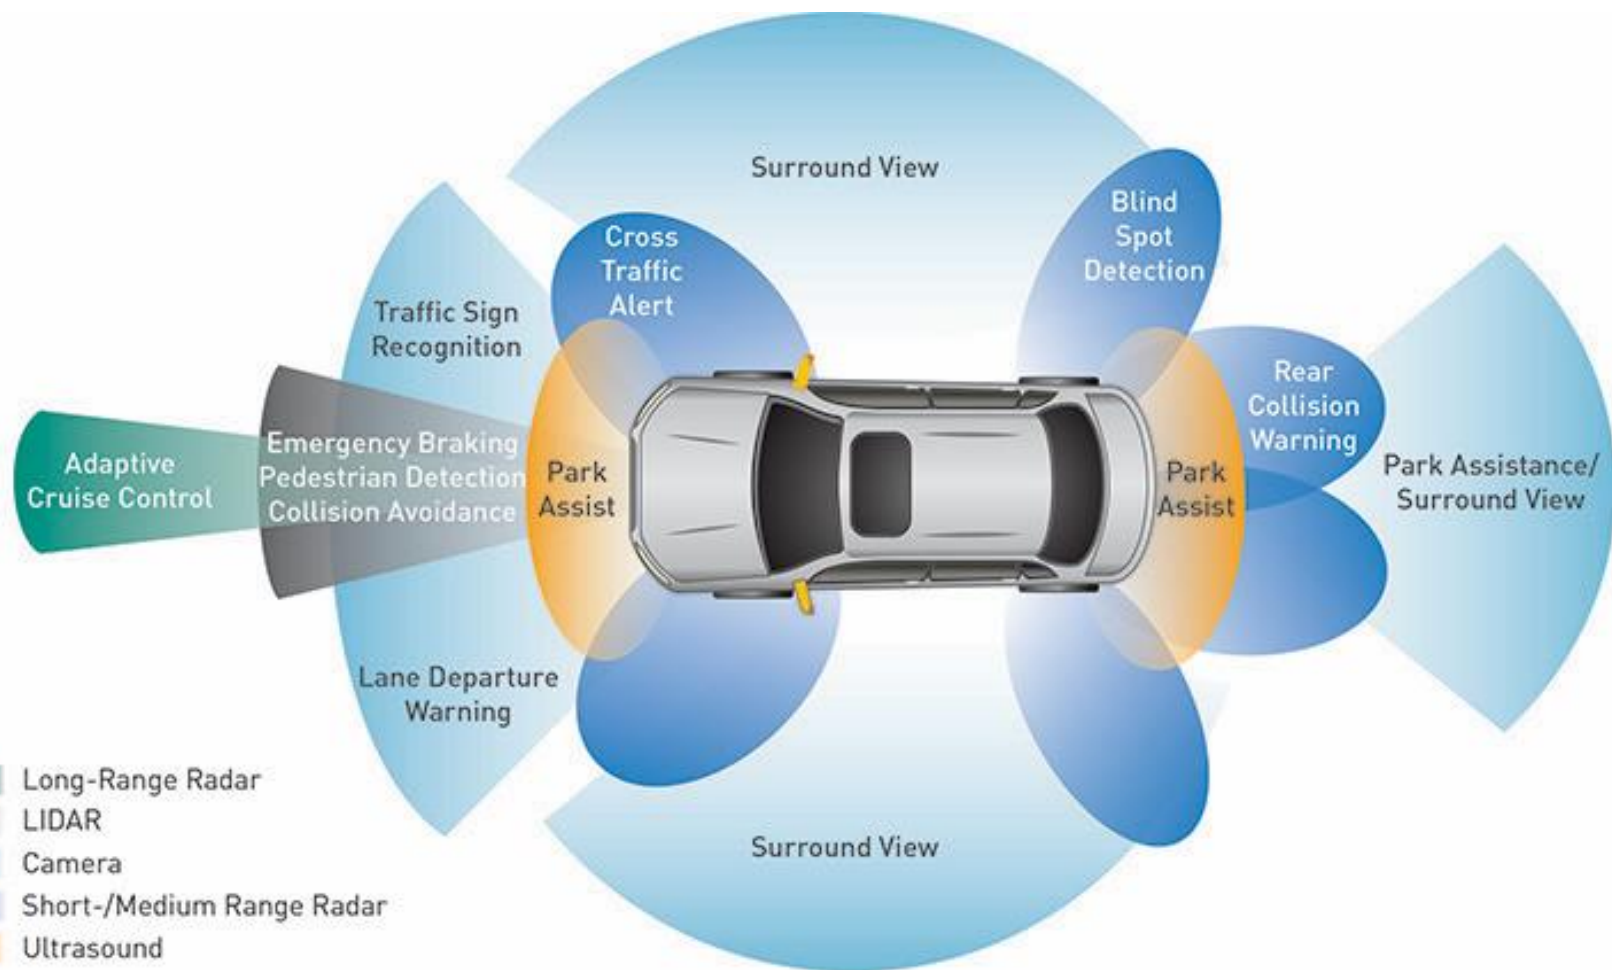 Surround View
Blind
Spot
Detection
Cross
Traffic
Alert
Traffic Sign
Recognition
Rear
Collision
Warning
Adaptive
Cruise Control
Emergency Braking
Pedestrian Detection
Collision Avoidance
Park
Assist
Park
Assist
Park Assistance/
Surround View
Lane Departure
Warning
Surround View
Long-Range Radar
LIDAR
Camera
Short-/Medium Range Radar
Ultrasound